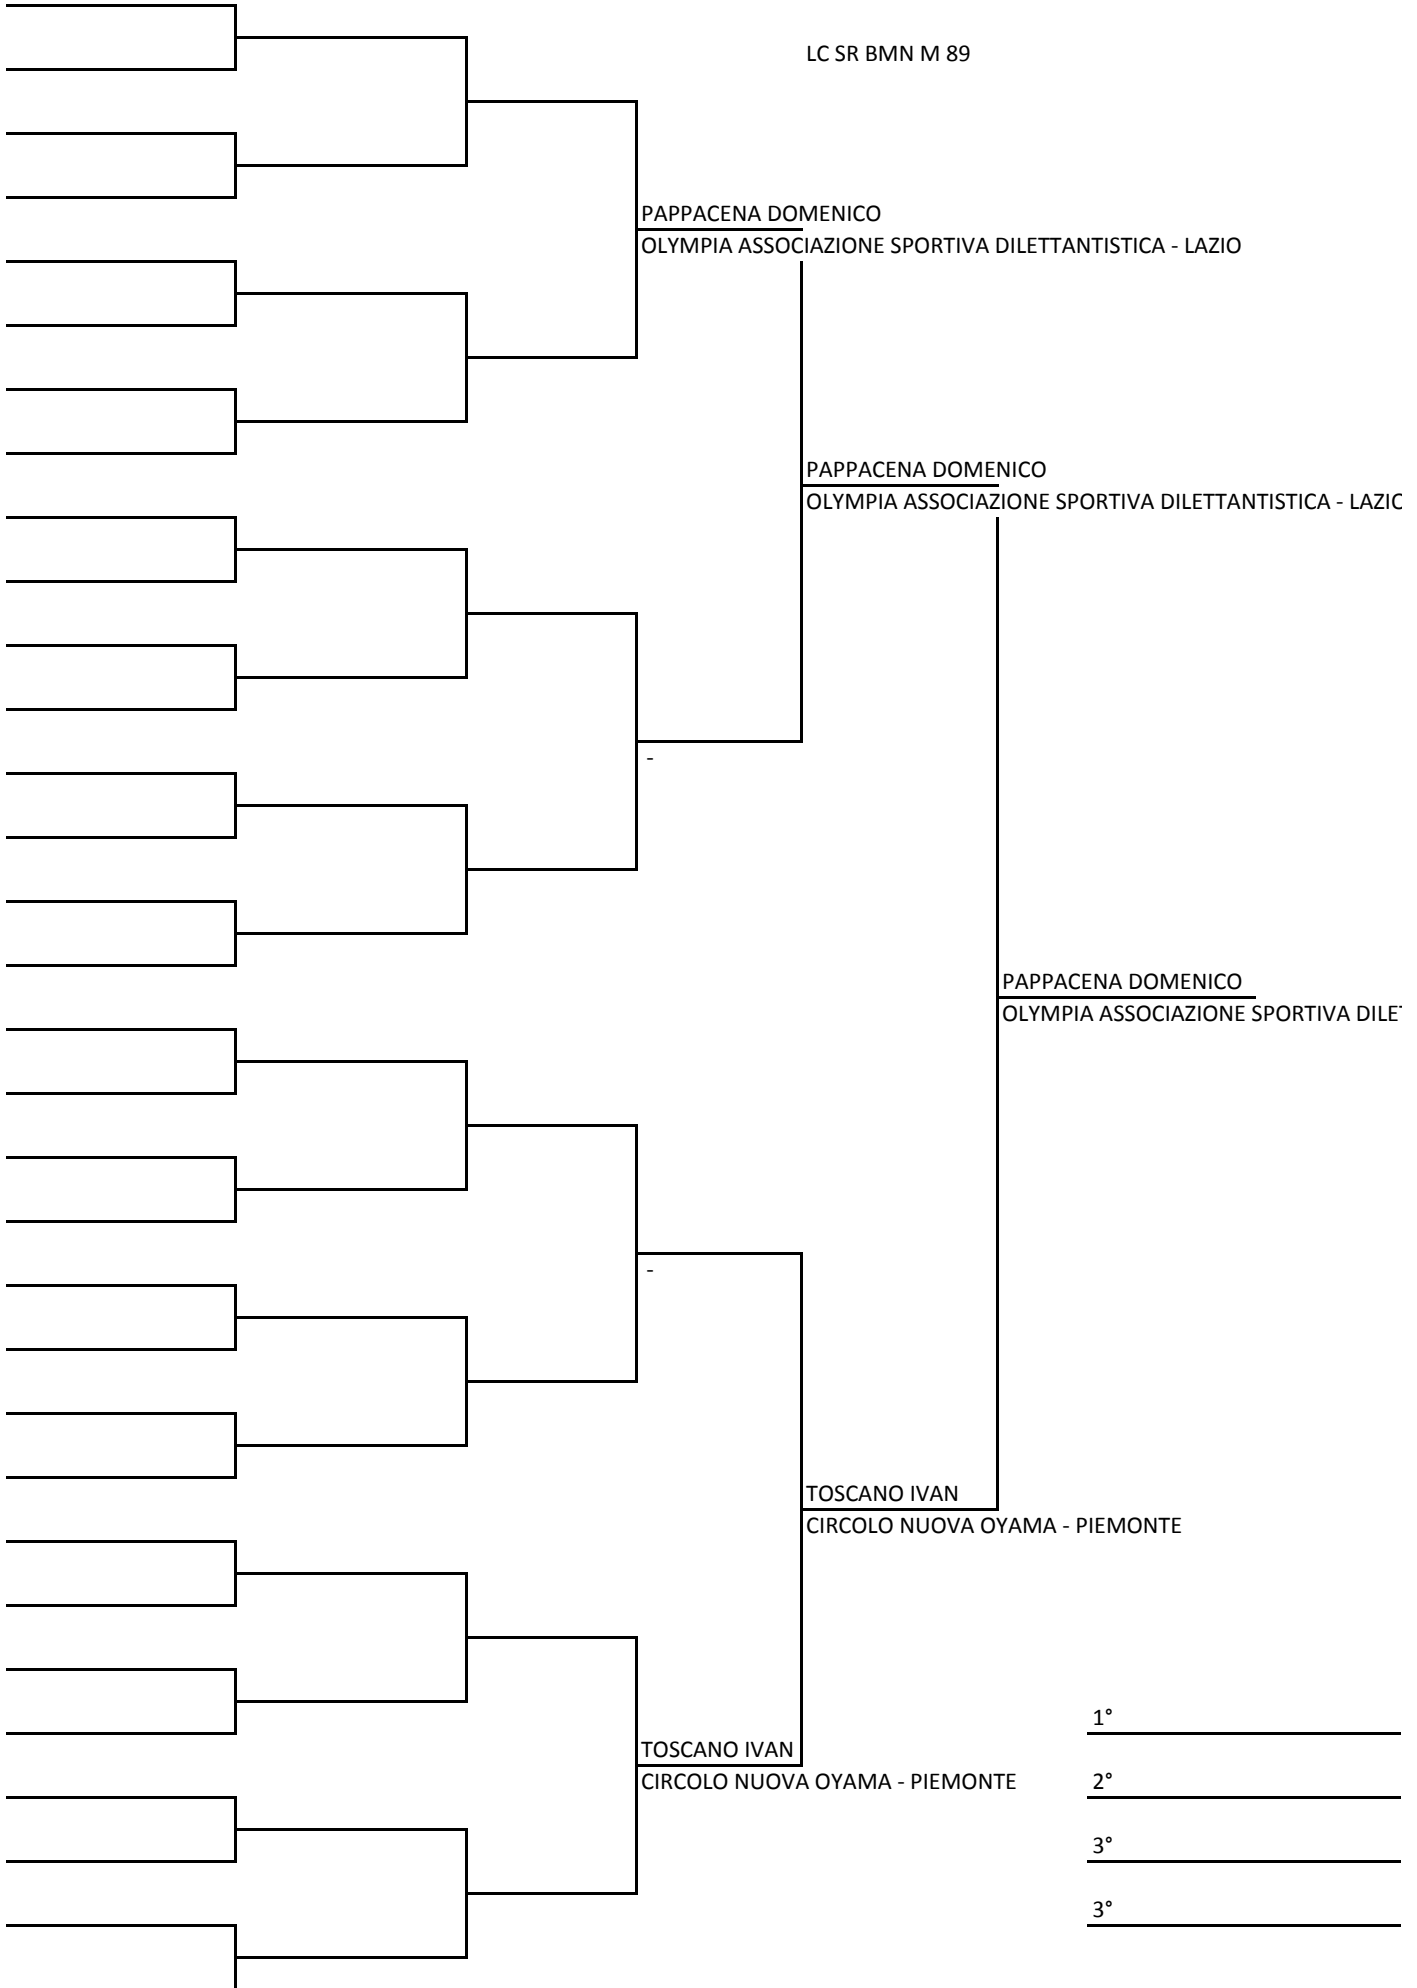 LC SR BMN M 89
PAPPACENA DOMENICO
OLYMPIA ASSOCIAZIONE SPORTIVA DILETTANTISTICA - LAZIO
PAPPACENA DOMENICO
OLYMPIA ASSOCIAZIONE SPORTIVA DILETTANTISTICA - LAZIO
-
PAPPACENA DOMENICO
OLYMPIA ASSOCIAZIONE SPORTIVA DILE
-
TOSCANO IVAN
CIRCOLO NUOVA OYAMA - PIEMONTE
1°
TOSCANO IVAN
CIRCOLO NUOVA OYAMA - PIEMONTE
2°
3°
3°